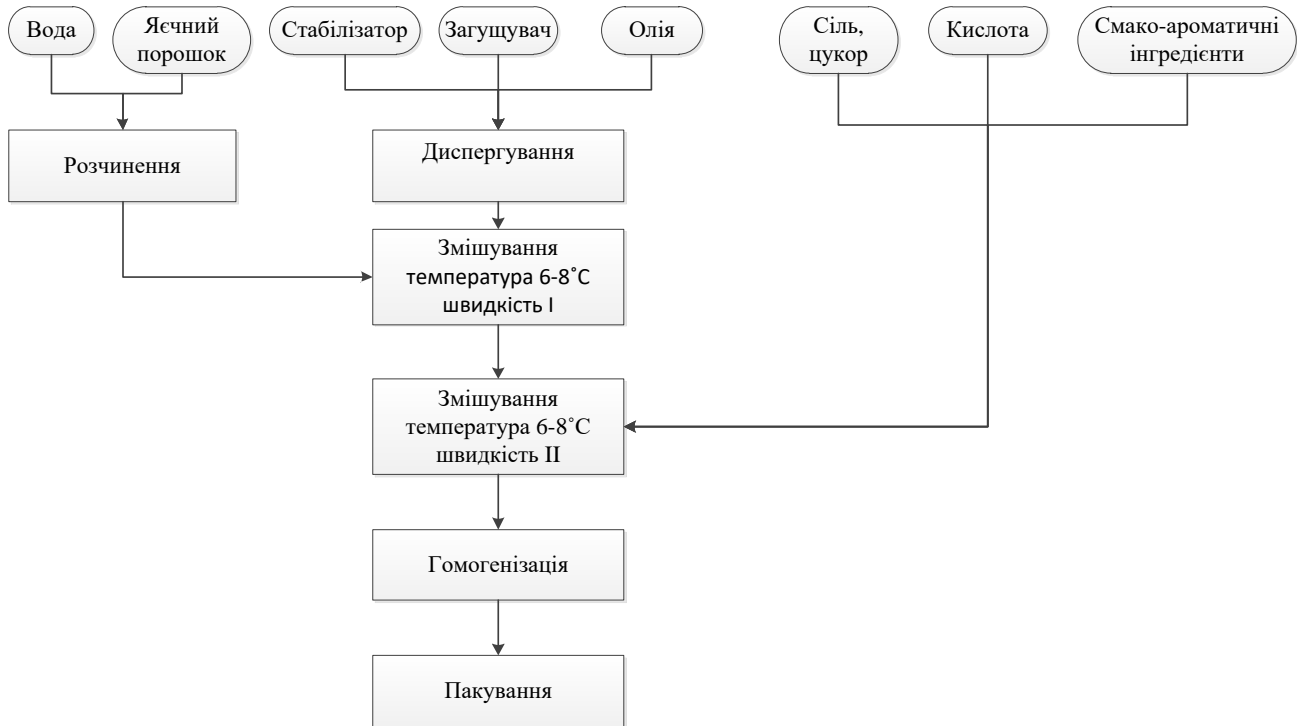 Вода
Яєчний
порошок
Стабілізатор
Загущувач
Олія
Сіль,
цукор
Кислота
Смако-ароматичні
інгредієнти
Розчинення
Диспергування
Змішування
температура 6-8˚С
швидкість І
Змішування
температура 6-8˚С
швидкість ІІ
Гомогенізація
Пакування